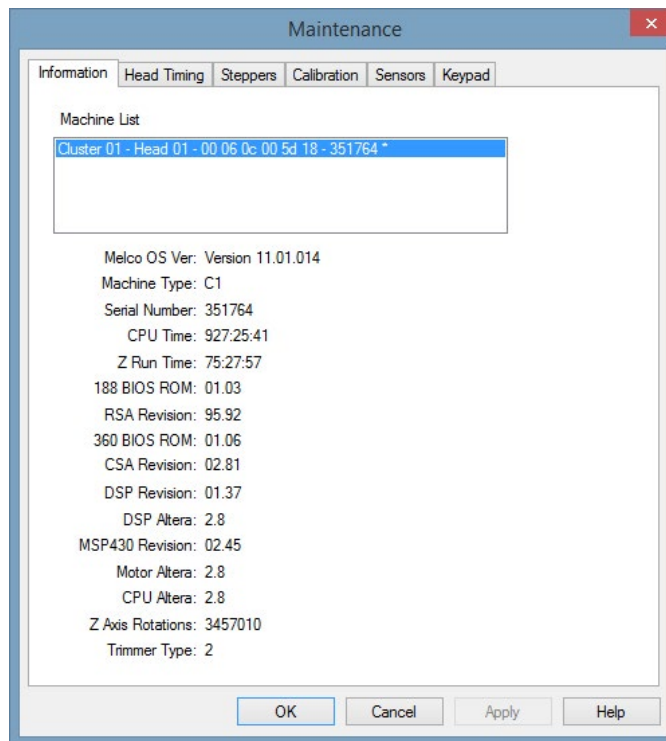 Maintenance
Information Head Timing Steppers Calibration Sensors Keypad
Machine List
Cluster 01 - Head 01 - 00 06 0c 00 5d 18 - 351764 *
Melco OS Ver: Version 11.01.014
Machine Type: C1
Serial Number: 351764
CPU Time: 927:25:41
Z Run Time: 75:27:57
188 BIOS ROM: 01.03
RSA Revision: 95.92
360 BIOS ROM: 01.06
CSA Revision: 02.81
DSP Revision: 01.37
DSP Altera: 2.8
MSP430 Revision: 02.45
Motor Altera: 2.8
CPU Altera: 2.8
Z Axis Rotations: 3457010
Trimmer Type: 2
OK Cancel Apply Help